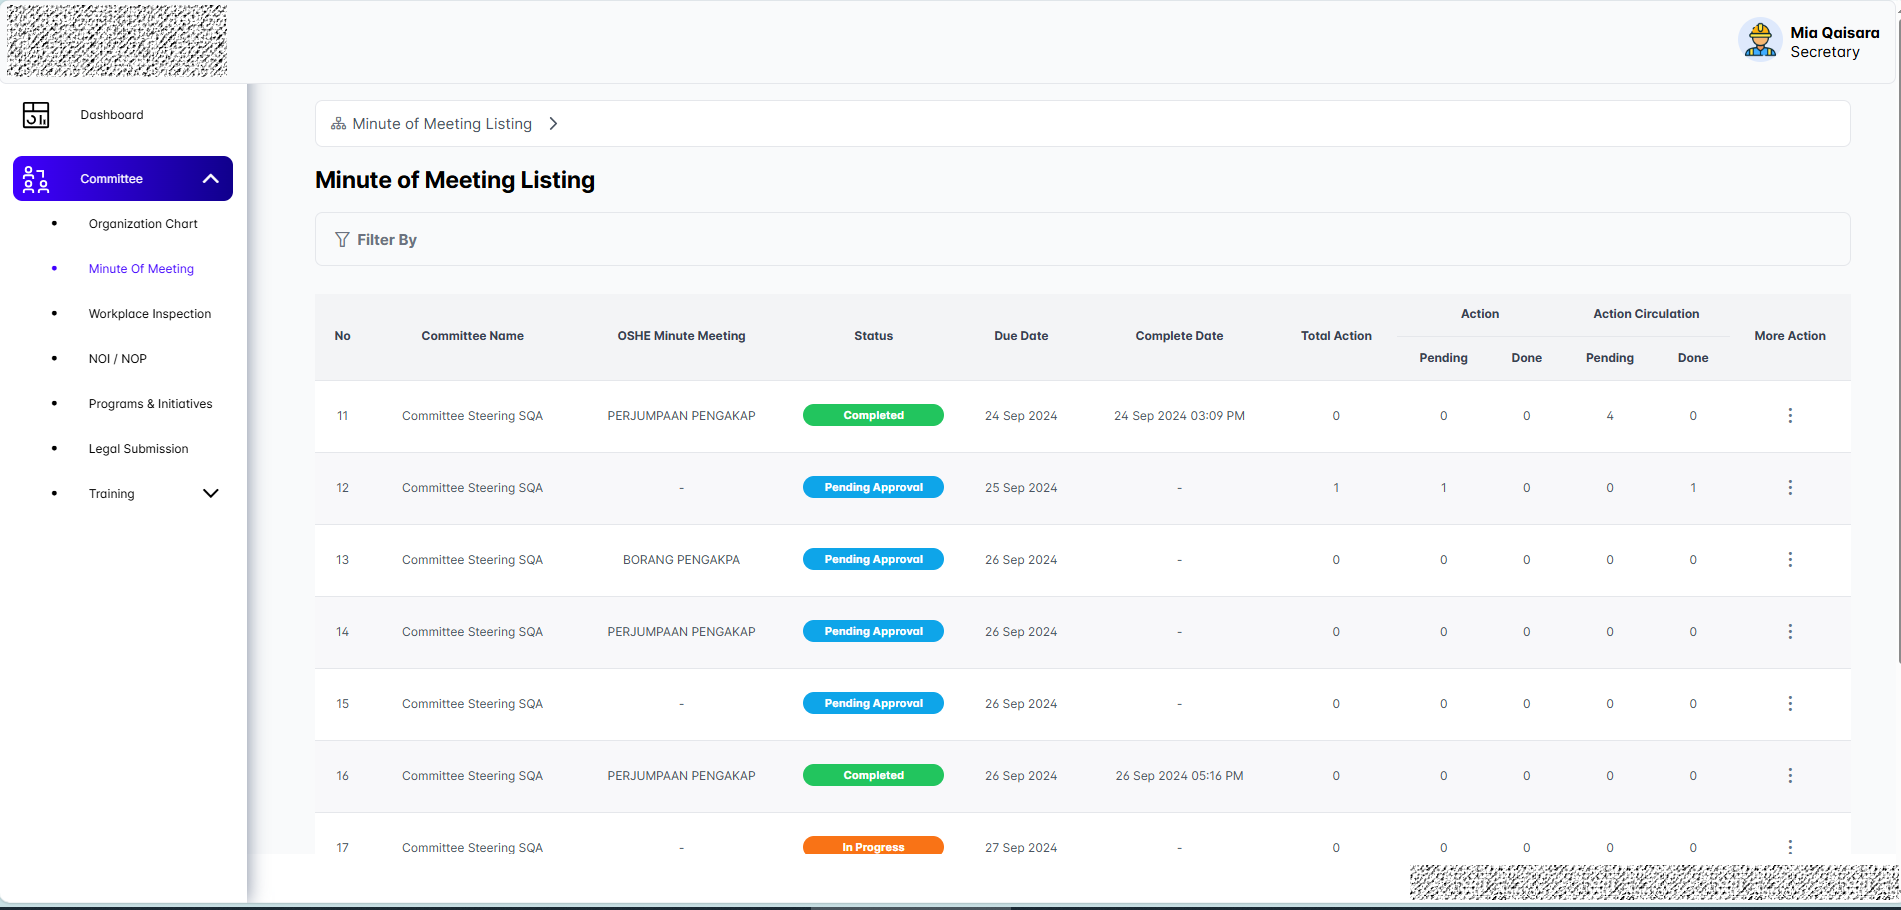 Mia Qaisara
Secretary
Dashboard
Committee
Organization Chart
Minute Of Meeting
Workplace Inspection
NOI / NOP
Programs & Initiatives
Legal Submission
Training
Minute of Meeting Listing
Minute of Meeting Listing
Filter By
No Committee Name OSHE Minute Meeting Status Due Date Complete Date Total Action Action Action Circulation More Action
Pending Done Pending Done
11 Committee Steering SQA PERJUMPAAN PENGAKAP Completed 24 Sep 2024 24 Sep 2024 03:09 PM 0 0 0 4 0
12 Committee Steering SQA - Pending Approval 25 Sep 2024 - 1 1 0 0 1
13 Committee Steering SQA BORANG PENGAKPA Pending Approval 26 Sep 2024 - 0 0 0 0 0
14 Committee Steering SQA PERJUMPAAN PENGAKAP Pending Approval 26 Sep 2024 - 0 0 0 0 0
15 Committee Steering SQA - Pending Approval 26 Sep 2024 - 0 0 0 0 0
16 Committee Steering SQA PERJUMPAAN PENGAKAP Completed 26 Sep 2024 26 Sep 2024 05:16 PM 0 0 0 0 0
17 Committee Steering SQA - In Progress 27 Sep 2024 - 0 0 0 0 0